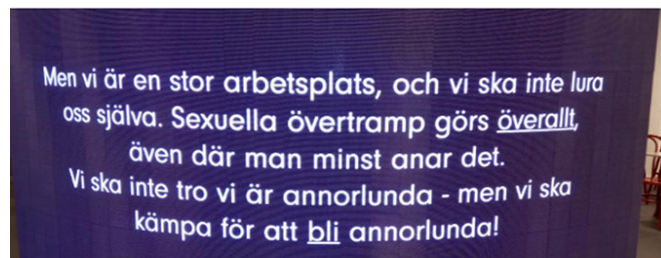 Men vi är en stor arbetsplats, och vi ska inte lura
oss själva. Sexuella övertramp görs överallt,
även där man minst anar det.
Vi ska inte tro vi är annorlunda - men vi ska
kämpa för att bli annorlunda!